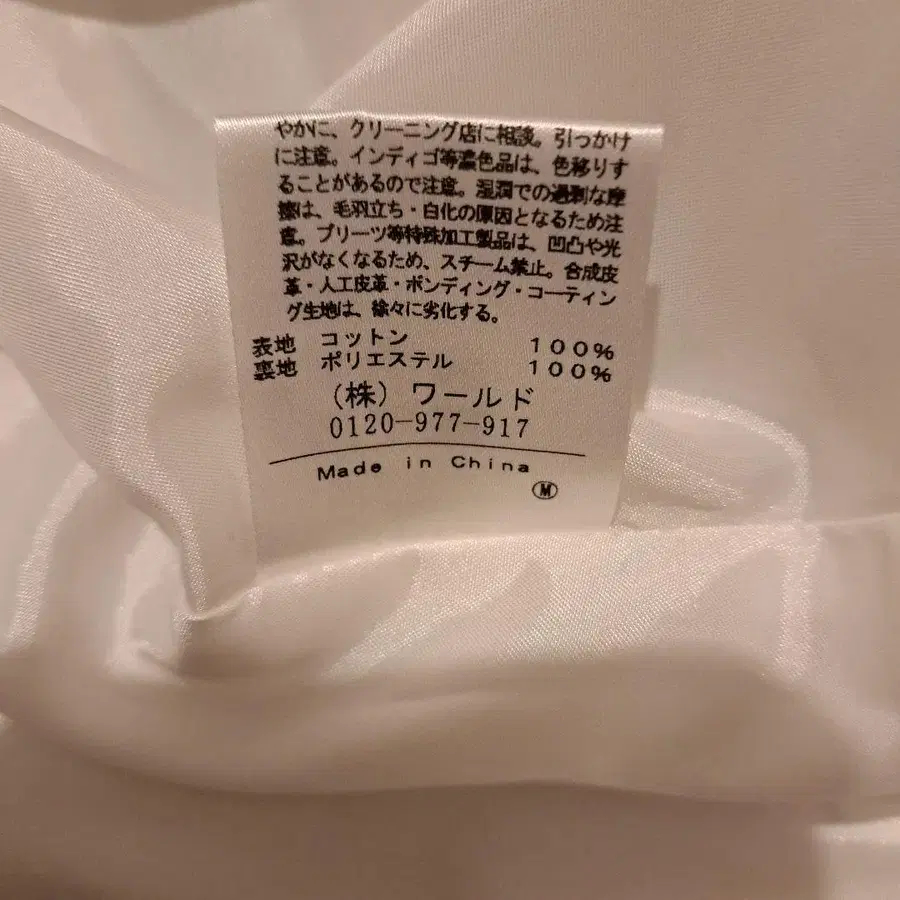 やかに、クリーニング店に相談。引っかけ
に注意。インディゴ等濃色品は、色移りす
ることがあるので注意。湿潤での過剰な摩
擦は、毛羽立ち・白化の原因となるため注
意。プリーツ等特殊加工製品は、凹凸や光
沢がなくなるため、スチーム禁止。合成皮
革・人工皮革・ボンディング・コーティン
グ生地は、徐々に劣化する。
表地 コットン 100%
裏地 ポリエステル 100%
(株) ワールド
0120-977-917
Made in China
Ⓜ